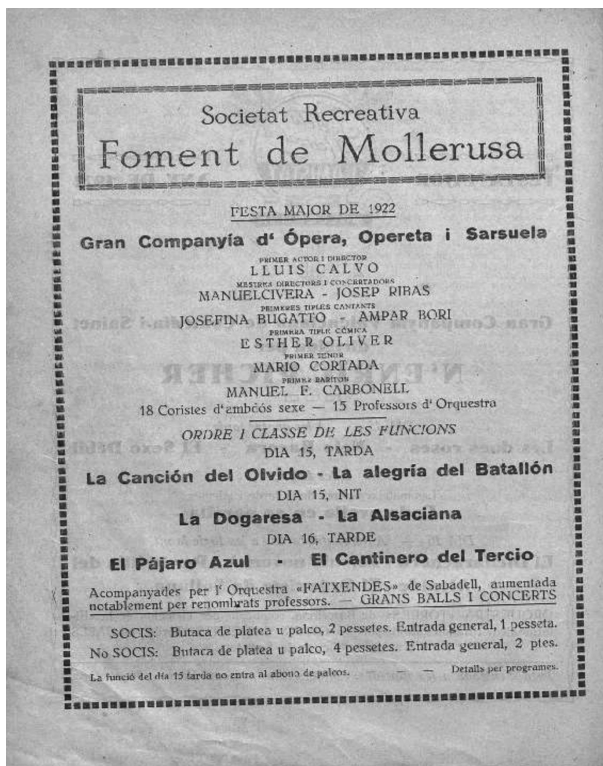 Societat Recreativa
Foment de Mollerusa
FESTA MAJOR DE 1922
Gran Companyía d' Ópera, Opereta i Sarsuela
PRIMER ACTOR I DIRECTOR
LLUIS CALVO
MESTRES DIRECTORS I CONCERTADORS
MANUELCIVERA - JOSEP RIBAS
PRIMERES TIPLES CANTANTS
JOSEFINA BUGATTO - AMPAR BORI
PRIMERA TIPLE CÓMICA
ESTHER OLIVER
PRIMER TENOR
MARIO CORTADA
PRIMER BARÍTON
MANUEL F. CARBONELL
18 Coristes d'ambcós sexe — 15 Professors d' Orquestra
ORDRE I CLASSE DE LES FUNCIONS
DIA 15, TARDA
La Canción del Olvido - La alegría del Batallón
DIA 15, NIT
La Dogaresa - La Alsaciana
DIA 16, TARDE
El Pájaro Azul - El Cantinero del Tercio
Acompanyades per l' Orquestra «FATXENDES» de Sabadell, aumentada
notablement per renombrats professors. — GRANS BALLS I CONCERTS
SOCIS: Butaca de platea u palco, 2 pessetes. Entrada general, 1 pesseta.
No SOCIS: Butaca de platea u palco, 4 pessetes. Entrada general, 2 ptes.
La funció del día 15 tarda no entra al abono de palcos. — — Detalls per programes.